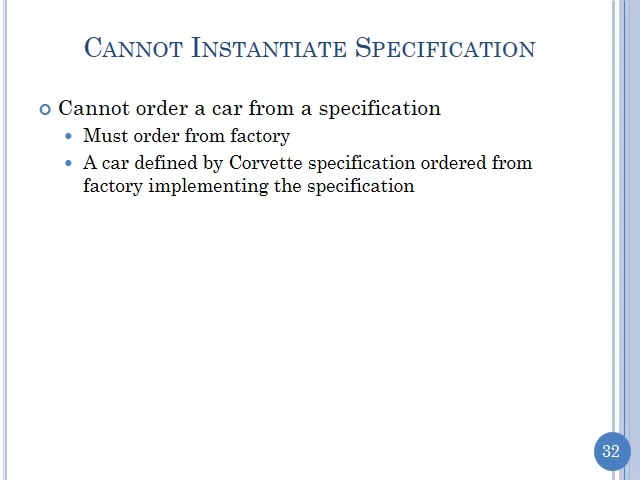 CANNOT INSTANTIATE SPECIFICATION
Cannot order a car from a specification
Must order from factory
A car defined by Corvette specification ordered from
factory implementing the specification
32